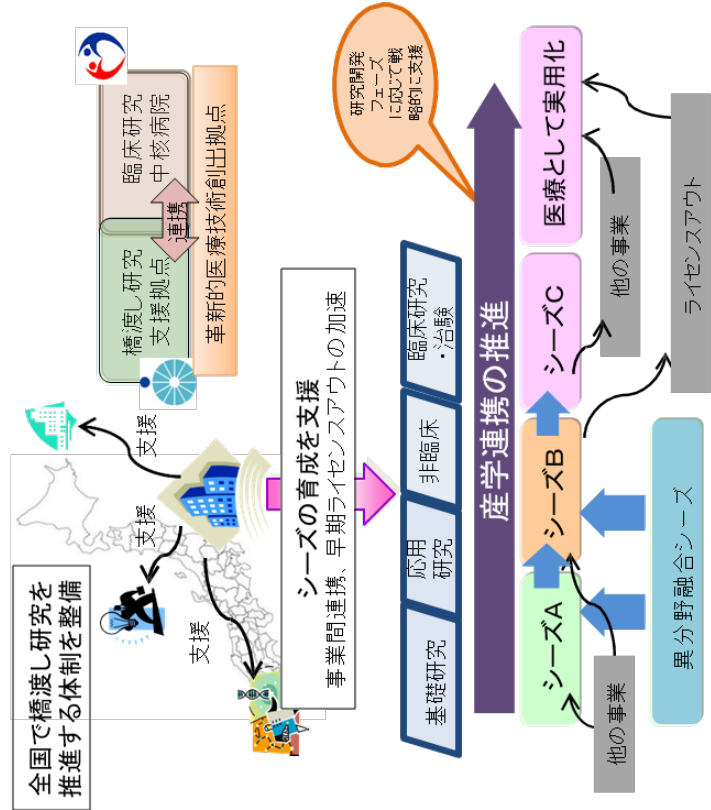 全国で橋渡し研究を
推進する体制を整備
支援
支援
支援
橋渡し研究
支援拠点
連携
臨床研究
中核病院
革新的医療技術創出拠点
シーズの育成を支援
事業間連携、早期ライセンスアウトの加速
基礎研究
応用
研究
非臨床
臨床研究
・治験
研究開発
フェーズ
に応じて戦
略的に支援
産学連携の推進
シーズA
シーズB
シーズC
医療として実用化
他の事業
異分野融合シーズ
他の事業
ライセンスアウト